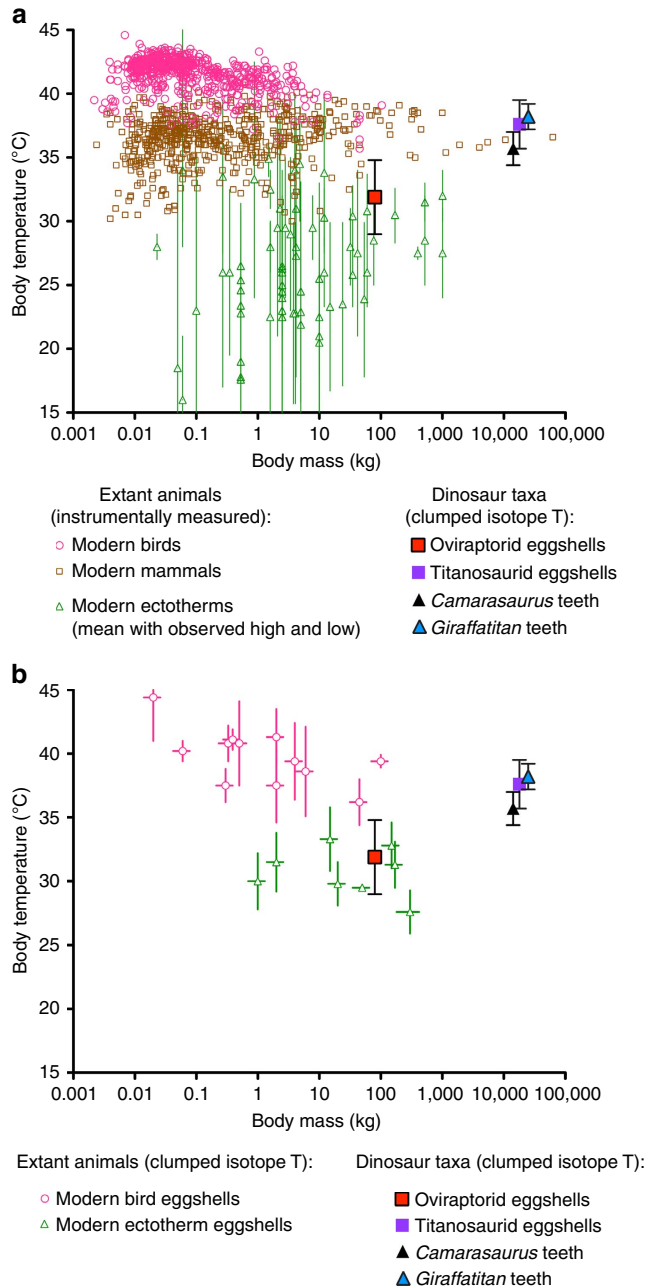 a
45
40
35
30
25
20
15
Body temperature (°C)
0.001 0.01 0.1 1 10 100 1,000 10,000 100,000
Body mass (kg)
Extant animals
(instrumentally measured):
Modern birds
Modern mammals
Modern ectotherms
(mean with observed high and low)
Dinosaur taxa
(clumped isotope T):
Oviraptorid eggshells
Titanosaurid eggshells
Camarasaurus teeth
Giraffatitan teeth
b
45
40
35
30
25
20
15
Body temperature (°C)
0.001 0.01 0.1 1 10 100 1,000 10,000 100,000
Body mass (kg)
Extant animals (clumped isotope T):
Modern bird eggshells
Modern ectotherm eggshells
Dinosaur taxa (clumped isotope T):
Oviraptorid eggshells
Titanosaurid eggshells
Camarasaurus teeth
Giraffatitan teeth